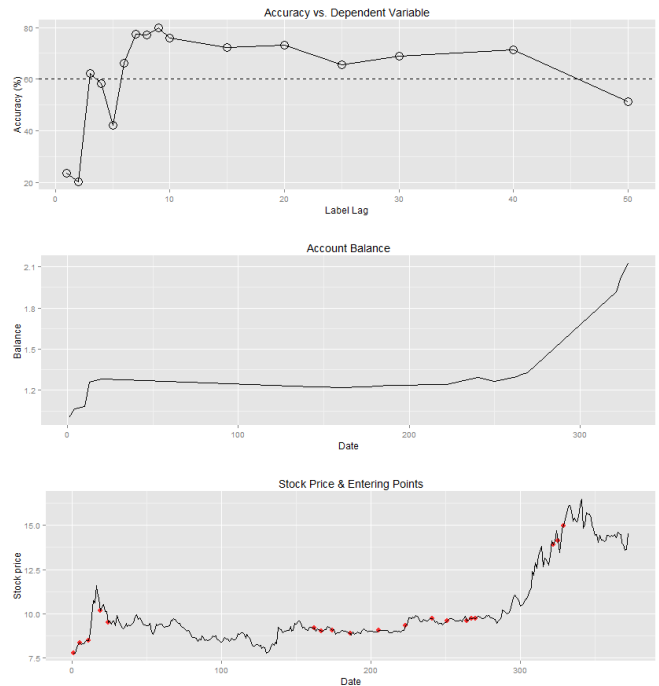 Accuracy vs. Dependent Variable
80
60
40
20
Accuracy (%)
0 10 20 30 40 50
Label Lag
Account Balance
2.1
1.8
1.5
1.2
Balance
0 100 200 300
Date
Stock Price & Entering Points
15.0
12.5
10.0
7.5
Stock price
0 100 200 300
Date